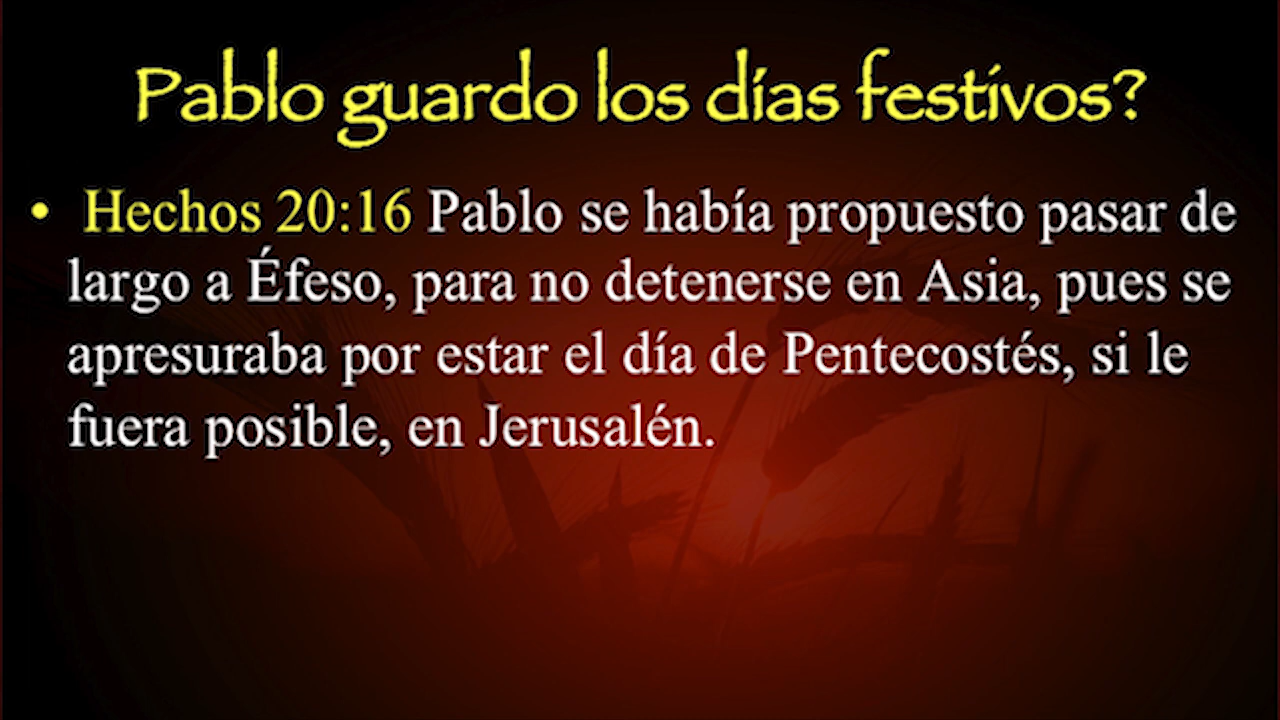 Pablo guardo los días festivos?
• Hechos 20:16 Pablo se había propuesto pasar de
largo a Éfeso, para no detenerse en Asia, pues se
apresuraba por estar el día de Pentecostés, si le
fuera posible, en Jerusalén.